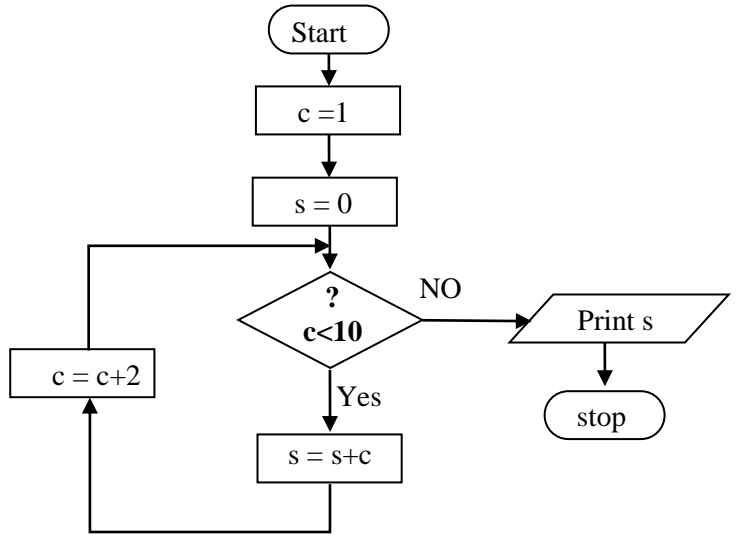 Start
c =1
s = 0
?
c<10
NO
Print s
c = c+2
Yes
stop
s = s+c